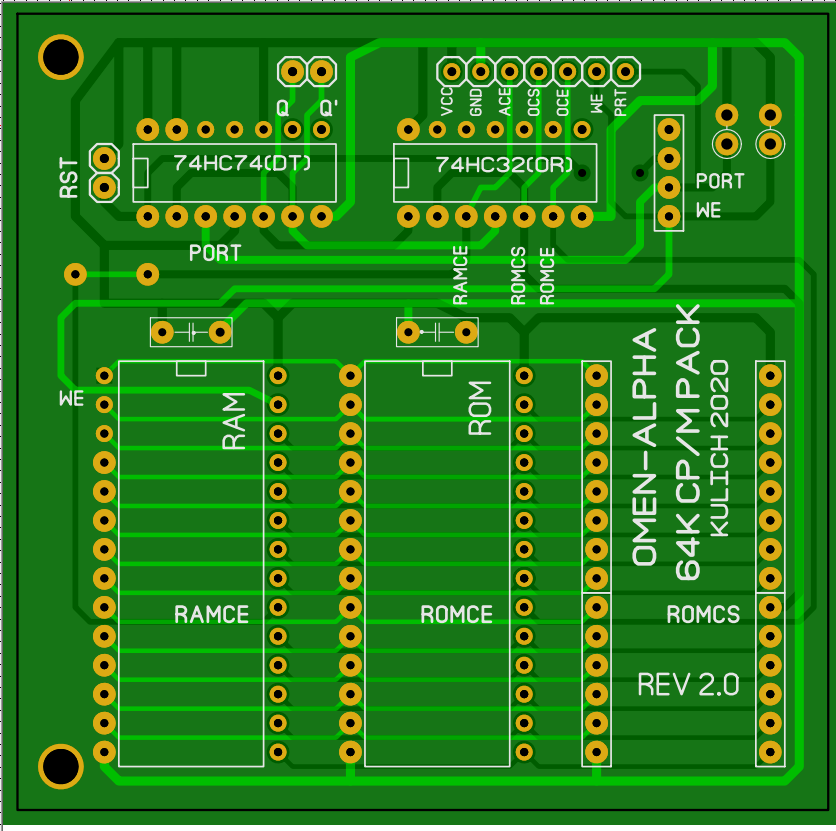 Q Q'
VCC GND ACE OCS OCE WE PRT
RST
74HC74(DT)
74HC32(OR)
PORT
WE
PORT
RAMCE
ROMCS
ROMCE
WE
RAM
ROM
OMEN-ALPHA
64K CP/M PACK
KULICH 2020
RAMCE
ROMCE
ROMCS
REV 2.0